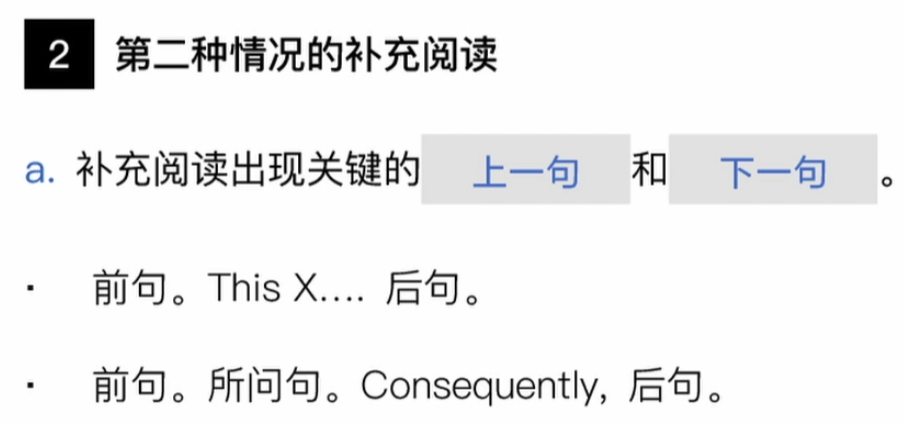 2 第二种情况的补充阅读
a. 补充阅读出现关键的 上一句 和 下一句 。
· 前句。This X.... 后句。
· 前句。所问句。Consequently, 后句。